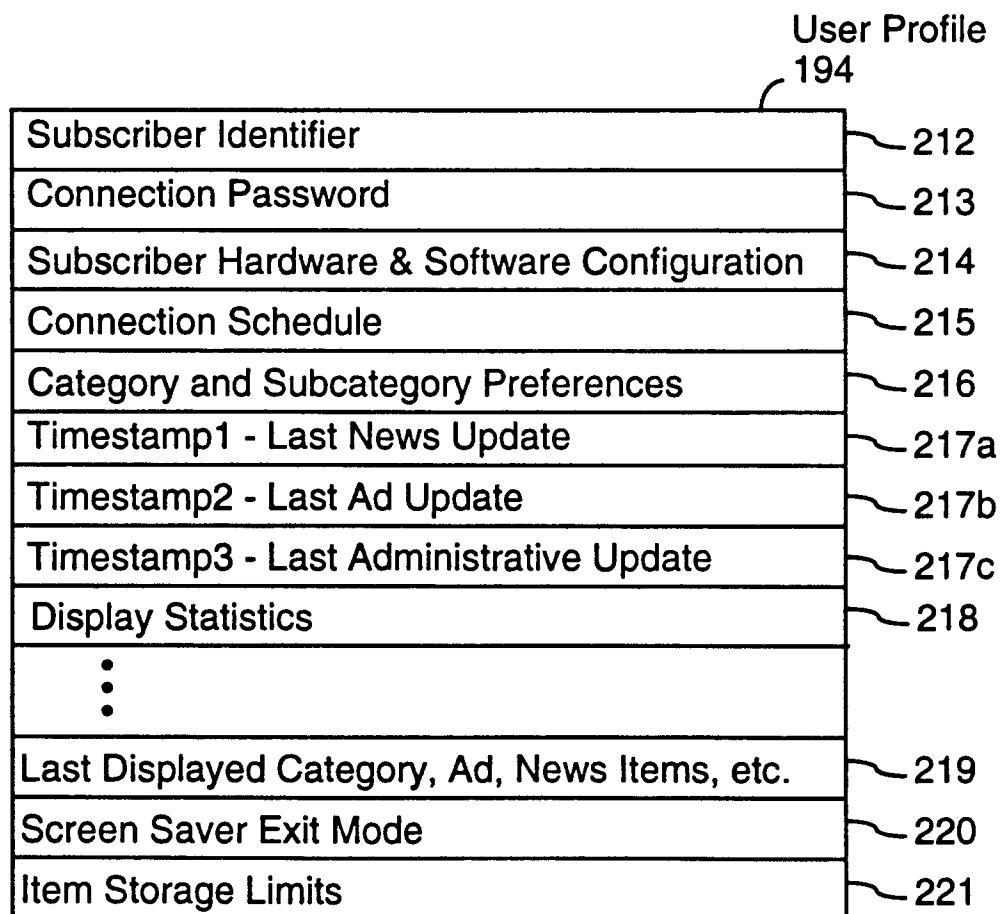 User Profile
194
Subscriber Identifier 212
Connection Password 213
Subscriber Hardware & Software Configuration 214
Connection Schedule 215
Category and Subcategory Preferences 216
Timestamp1 - Last News Update 217a
Timestamp2 - Last Ad Update 217b
Timestamp3 - Last Administrative Update 217c
Display Statistics 218
Last Displayed Category, Ad, News Items, etc. 219
Screen Saver Exit Mode 220
Item Storage Limits 221